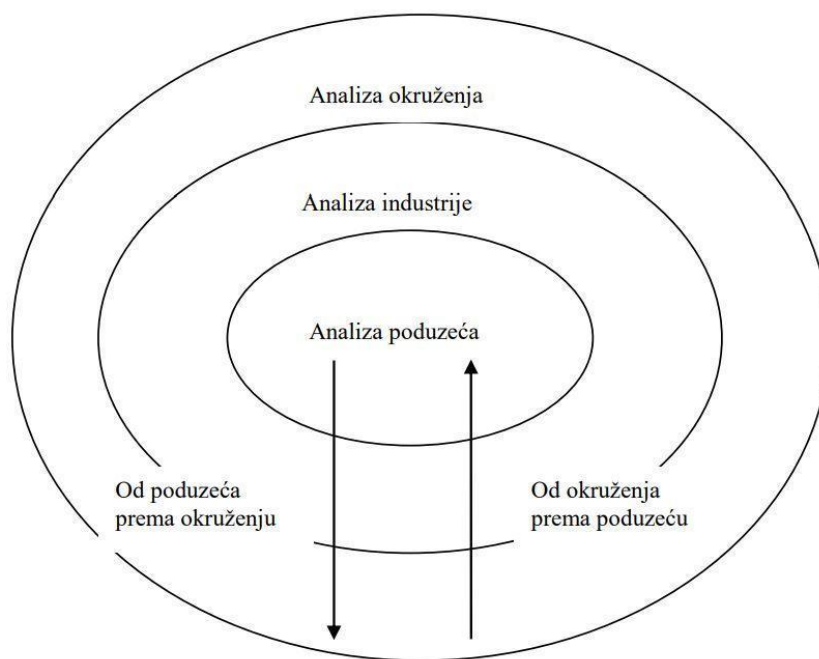 Analiza okruženja
Analiza industrije
Analiza poduzeća
Od poduzeća
prema okruženju
Od okruženja
prema poduzeću